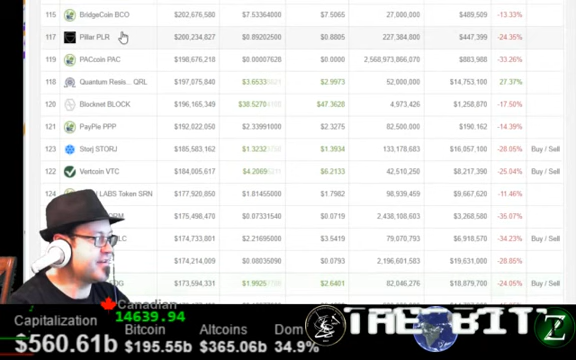 115 BridgeCoin BCO $202,676,580 $7.53364000 $5.5065 27,000,000 $489,509 -13.33%
117 Pillar PLR $200,234,827 $0.89202500 $0.8805 227,384,800 $447,399 -24.35%
119 PACcoin PAC $198,676,218 $0.00007628 $0.0000 2,568,973,866,070 $883,988 -33.26%
118 Quantum Resis... QRL $197,075,840 $3.6533 $2.9973 52,000,000 $14,753,100 27.37%
120 Blocknet BLOCK $196,165,349 $38.5270 $47.3628 4,973,426 $1,258,870 -17.50%
121 PayPie PPP $192,022,050 $2.33991000 $2.3275 82,500,000 $190,162 -14.39%
123 Storj STORJ $185,583,162 $1.3232 $1.3934 133,178,683 $16,057,100 -28.05% Buy / Sell
122 Vertcoin VTC $184,005,617 $4.2069 $6.2133 42,510,250 $8,217,390 -25.04% Buy / Sell
124 LABS Token SRN $177,920,850 $1.81455000 $1.7982 98,939,459 $9,667,620 -11.46%
$175,498,470 $0.07331540 $0.0719 2,438,108,603 $3,268,580 -35.07%
$174,733,801 $2.21695000 $3.5419 79,070,793 $6,918,570 -34.23% Buy / Sell
$174,214,009 $0.08035090 $0.0793 2,196,601,583 $19,631,500 -28.85%
$173,594,331 $1.9925 $2.6401 82,046,276 $18,879,700 -24.05% Buy / Sell
Canadian
14639.94
Capitalization Bitcoin Altcoins Dom
$560.61b $195.55b $365.06b 34.9%
THE BIT